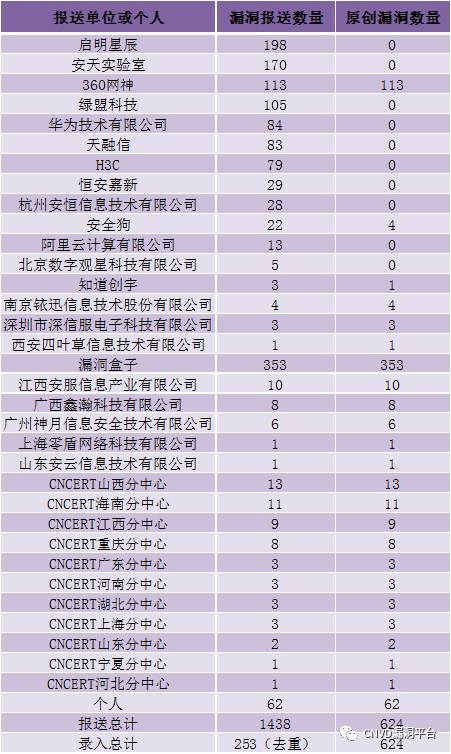 报送单位或个人 漏洞报送数量 原创漏洞数量
启明星辰 198 0
安天实验室 170 0
360网神 113 113
绿盟科技 105 0
华为技术有限公司 84 0
天融信 83 0
H3C 79 0
恒安嘉新 29 0
杭州安恒信息技术有限公司 28 0
安全狗 22 4
阿里云计算有限公司 13 0
北京数字观星科技有限公司 5 0
知道创宇 3 1
南京铱迅信息技术股份有限公司 4 4
深圳市深信服电子科技有限公司 3 3
西安四叶草信息技术有限公司 1 1
漏洞盒子 353 353
江西安服信息产业有限公司 10 10
广西鑫瀚科技有限公司 8 8
广州神月信息安全技术有限公司 6 6
上海零盾网络科技有限公司 1 1
山东安云信息技术有限公司 1 1
CNCERT山西分中心 13 13
CNCERT海南分中心 11 11
CNCERT江西分中心 9 9
CNCERT重庆分中心 8 8
CNCERT广东分中心 3 3
CNCERT河南分中心 3 3
CNCERT湖北分中心 3 3
CNCERT上海分中心 3 3
CNCERT山东分中心 2 2
CNCERT宁夏分中心 1 1
CNCERT河北分中心 1 1
个人 62 62
报送总计 1438 624
录入总计 253（去重） 624
CNVD漏洞平台